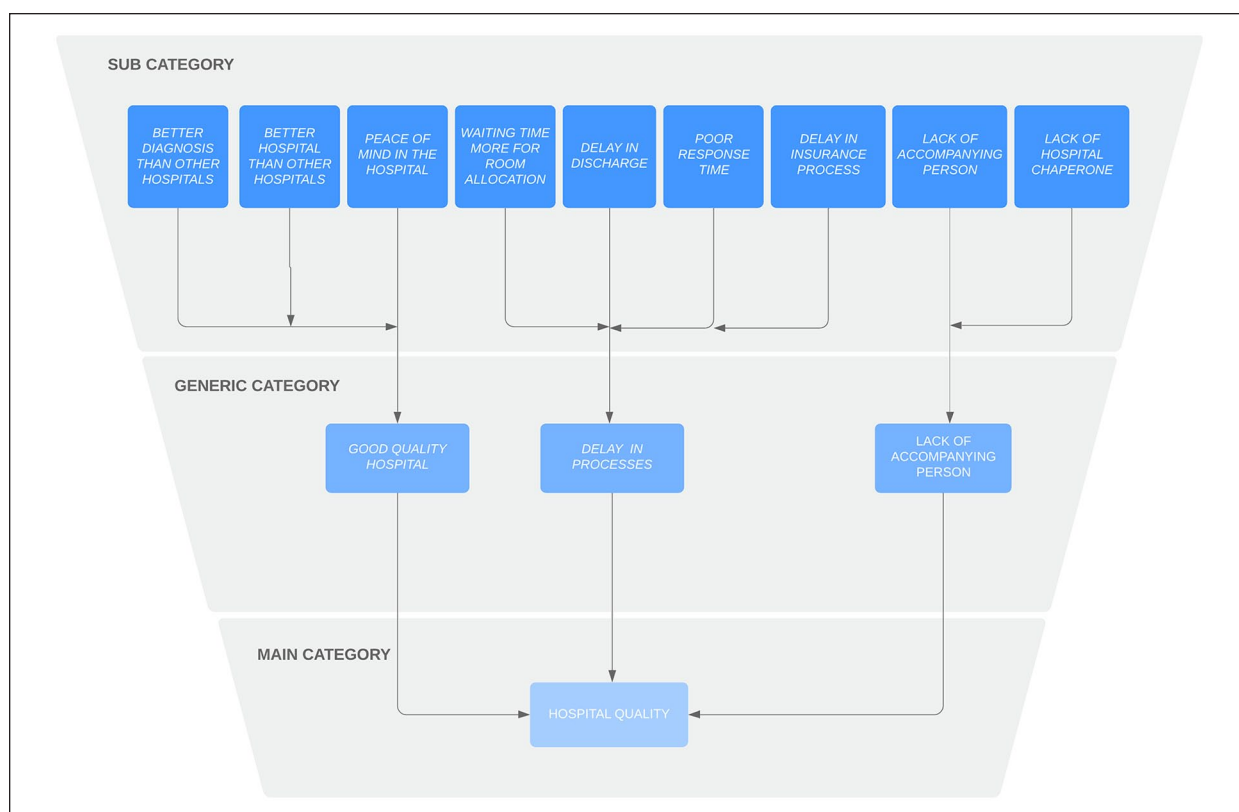 SUB CATEGORY
BETTER
DIAGNOSIS
THAN OTHER
HOSPITALS
BETTER
HOSPITAL
THAN OTHER
HOSPITALS
PEACE OF
MIND IN THE
HOSPITAL
WAITING TIME
MORE FOR
ROOM
ALLOCATION
DELAY IN
DISCHARGE
POOR
RESPONSE
TIME
DELAY IN
INSURANCE
PROCESS
LACK OF
ACCOMPANYING
PERSON
LACK OF
HOSPITAL
CHAPERONE
GENERIC CATEGORY
GOOD QUALITY
HOSPITAL
DELAY IN
PROCESSES
LACK OF
ACCOMPANYING
PERSON
MAIN CATEGORY
HOSPITAL QUALITY